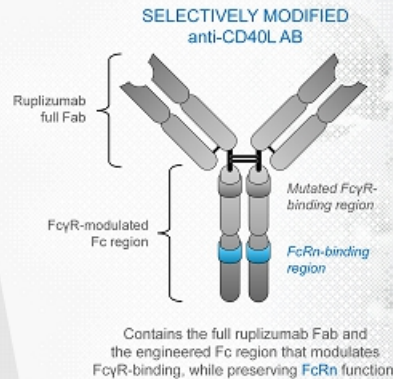 SELECTIVELY MODIFIED
anti-CD40L AB
Ruplizumab
full Fab
Mutated FcγR-
binding region
FcγR-modulated
Fc region
FcRn-binding
region
Contains the full ruplizumab Fab and
the engineered Fc region that modulates
FcγR-binding, while preserving FcRn function